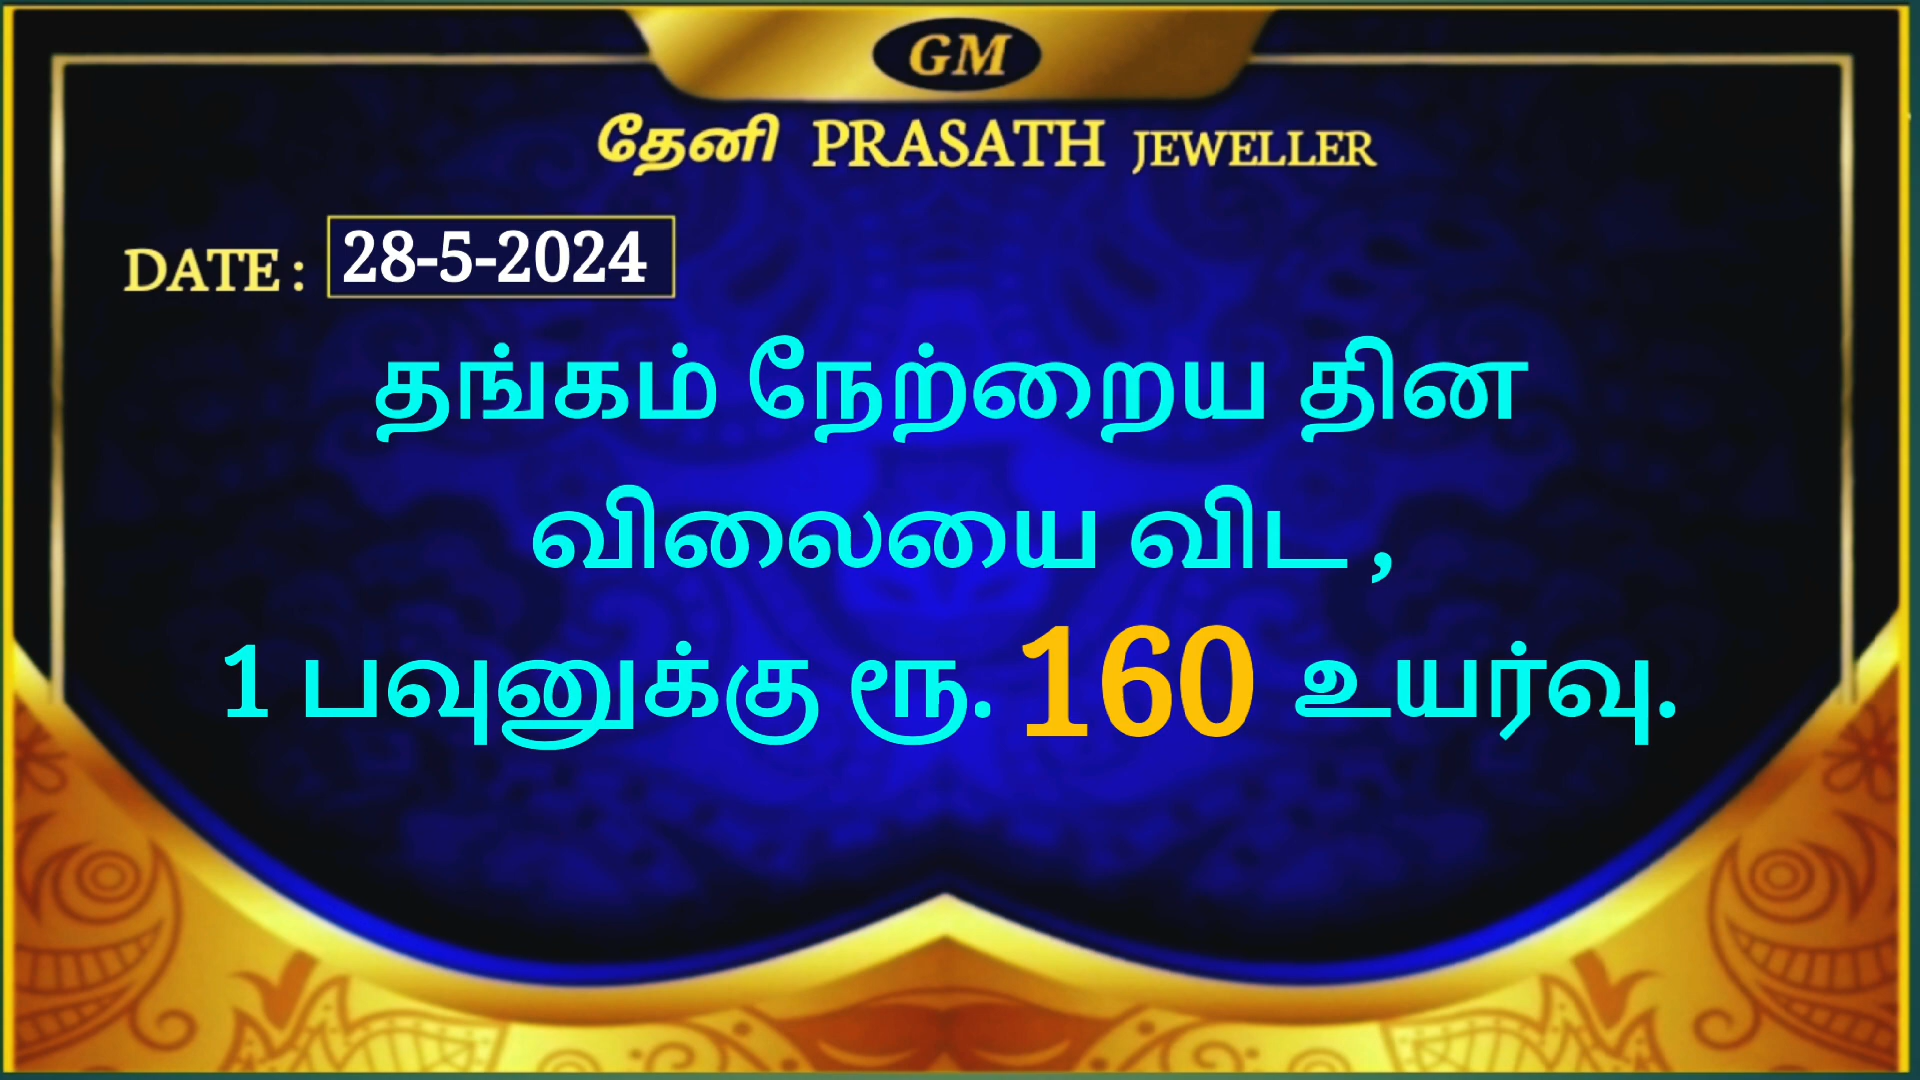 GM
தேனி PRASATH JEWELLER
DATE : 28-5-2024
தங்கம் நேற்றைய தின
விலையை விட ,
1 பவுனுக்கு ரூ. 160 உயர்வு.